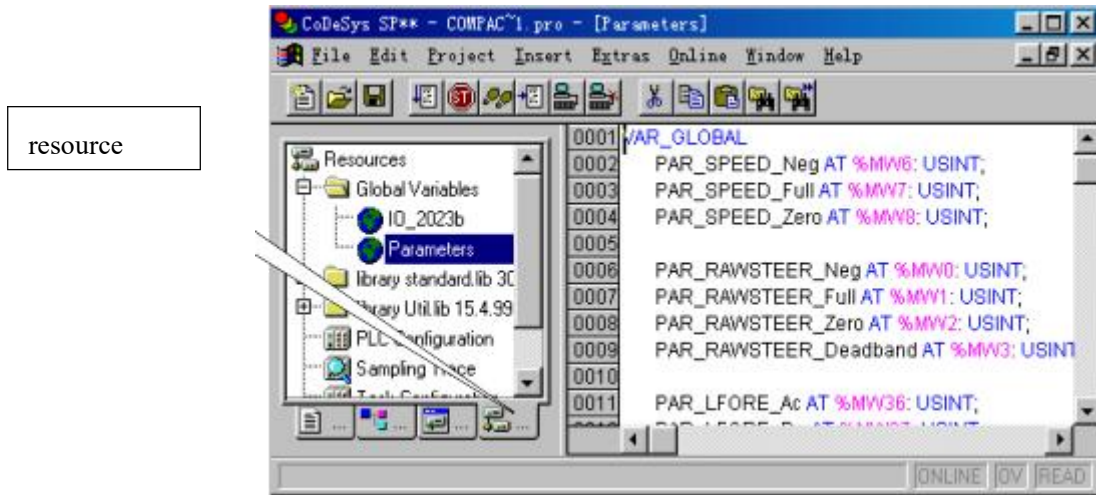 CoDeSys SP** - COMPAC~1.pro - [Parameters]
File Edit Project Insert Extras Online Window Help
resource
Resources
Global Variables
IO_2023b
Parameters
library standard.lib 30
library Util.lib 15.4.99
PLC Configuration
Sampling Trace
0001 VAR_GLOBAL
0002 PAR_SPEED_Neg AT %MW6: USINT;
0003 PAR_SPEED_Full AT %MW7: USINT;
0004 PAR_SPEED_Zero AT %MW8: USINT;
0005
0006 PAR_RAWSTEER_Neg AT %MW0: USINT;
0007 PAR_RAWSTEER_Full AT %MW1: USINT;
0008 PAR_RAWSTEER_Zero AT %MW2: USINT;
0009 PAR_RAWSTEER_Deadband AT %MW3: USINT
0010
0011 PAR_LFORE_Ac AT %MW36: USINT;
ONLINE OV READ